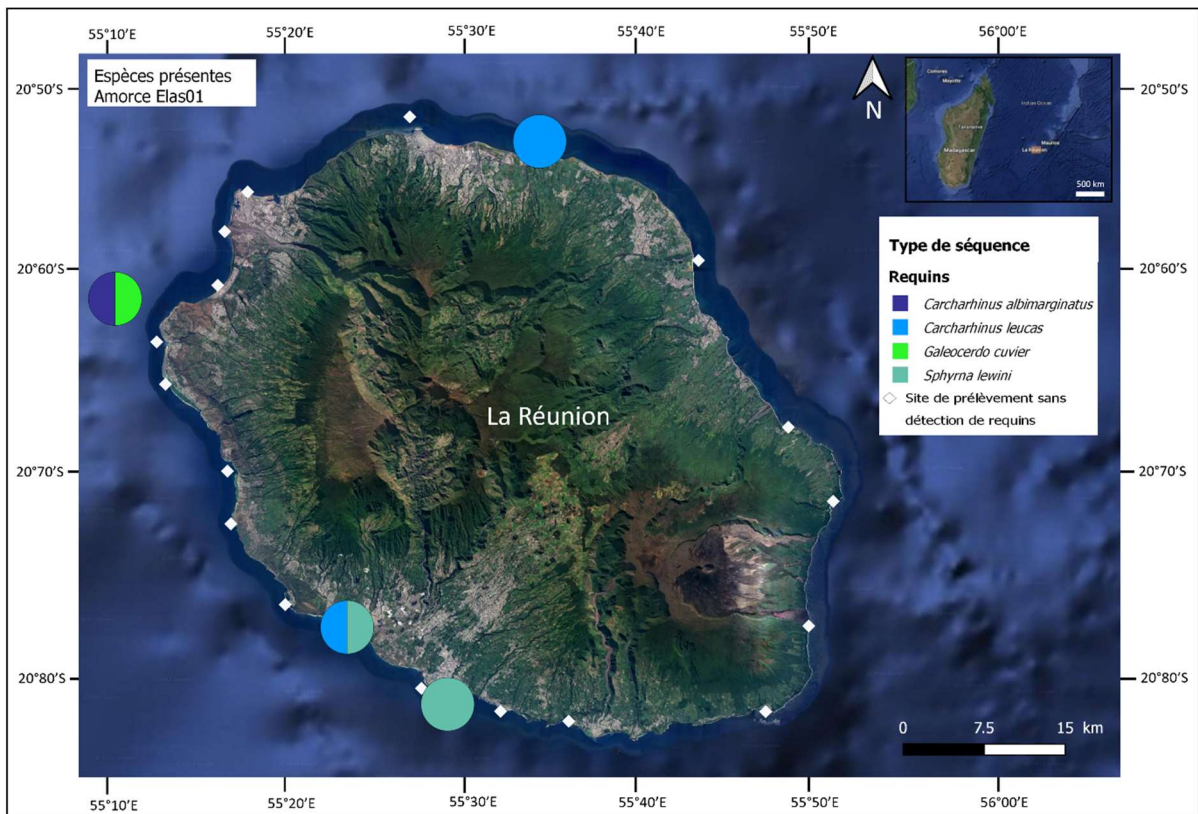 55°10’E 55°20’E 55°30’E 55°40’E 55°50’E 56°00’E
Espèces présentes
Amorce Elas01
20°50’S 20°50’S
N
Comores
Mayotte
Indian Ocean
Madagascar
Maurice
La Réunion
500 km
20°60’S 20°60’S
Type de séquence
Requins
Carcharhinus albimarginatus
Carcharhinus leucas
Galeocerdo cuvier
Sphyrna lewini
Site de prélèvement sans
détection de requins
La Réunion
20°70’S 20°70’S
20°80’S 20°80’S
0 7.5 15 km
55°10’E 55°20’E 55°30’E 55°40’E 55°50’E 56°00’E